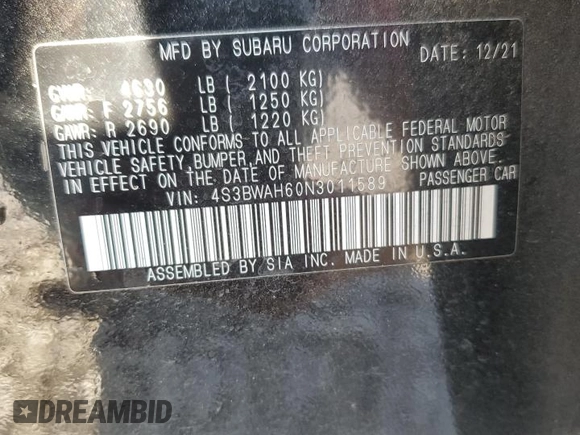 MFD BY SUBARU CORPORATION DATE: 12/21
GVWR: 4630 LB ( 2100 KG)
GAWR: F 2756 LB ( 1250 KG)
GAWR: R 2690 LB ( 1220 KG)
THIS VEHICLE CONFORMS TO ALL APPLICABLE FEDERAL MOTOR
VEHICLE SAFETY,BUMPER,AND THEFT PREVENTION STANDARDS
IN EFFECT ON THE DATE OF MANUFACTURE SHOWN ABOVE.
VIN: 4S3BWAH60N3011589 PASSENGER CAR
ASSEMBLED BY SIA INC. MADE IN U.S.A.
DREAMBID